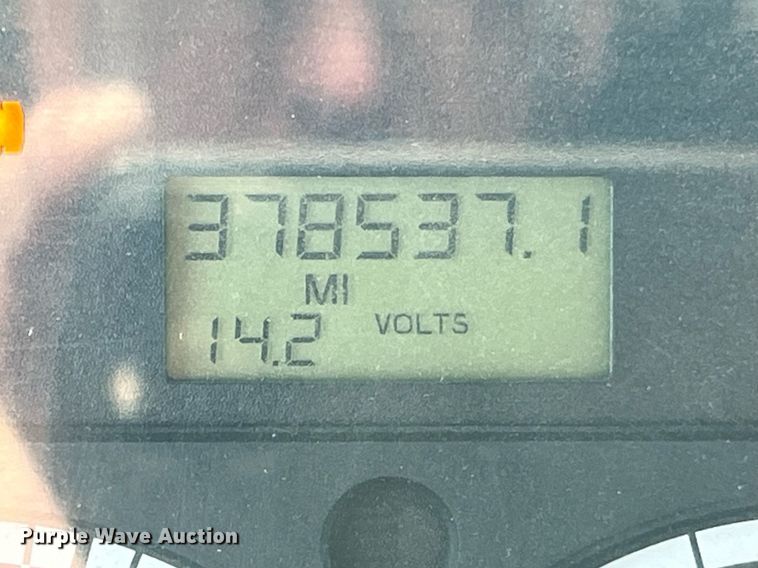 378537.1
MI
14.2 VOLTS
Purple Wave Auction